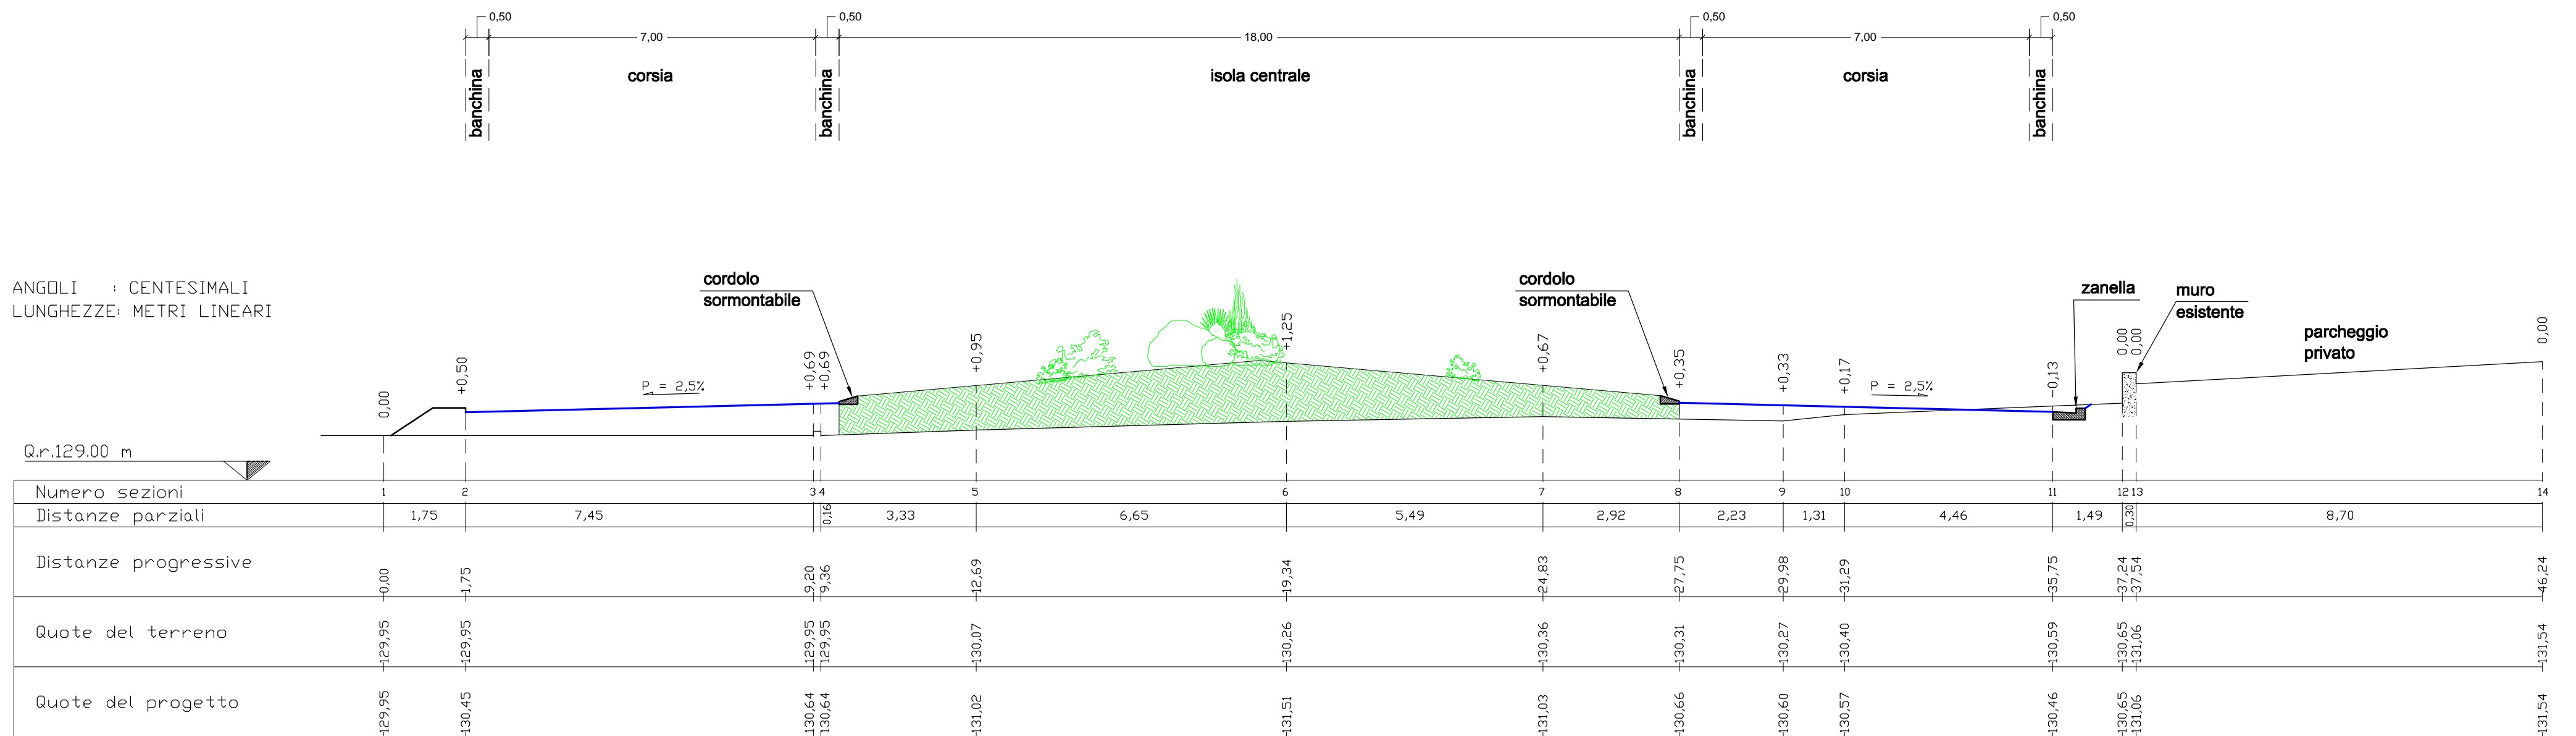 0,50 0,50 0,50 0,50
7,00 18,00 7,00
banchina corsia banchina isola centrale banchina corsia banchina
ANGOLI : CENTESIMALI
LUNGHEZZE: METRI LINEARI
cordolo
sormontabile
cordolo
sormontabile
zanella
muro
esistente
parcheggio
privato
0,00 +0,50 +0,69 +0,69 +0,95 +1,25 +0,67 +0,35 +0,33 +0,17 -0,13 0,00 0,00 0,00
P = 2,5% P = 2,5%
Q.r.129.00 m
Numero sezioni 1 2 3 4 5 6 7 8 9 10 11 12 13 14
Distanze parziali 1,75 7,45 0,16 3,33 6,65 5,49 2,92 2,23 1,31 4,46 1,49 0,30 8,70
Distanze progressive 0,00 1,75 9,20 9,36 12,69 19,34 24,83 27,75 29,98 31,29 35,75 37,24 37,54 46,24
Quote del terreno 129,95 129,95 129,95 129,95 130,07 130,26 130,36 130,31 130,27 130,40 130,59 130,65 131,06 131,54
Quote del progetto 129,95 130,45 130,64 130,64 131,02 131,51 131,03 130,66 130,60 130,57 130,46 130,65 131,06 131,54